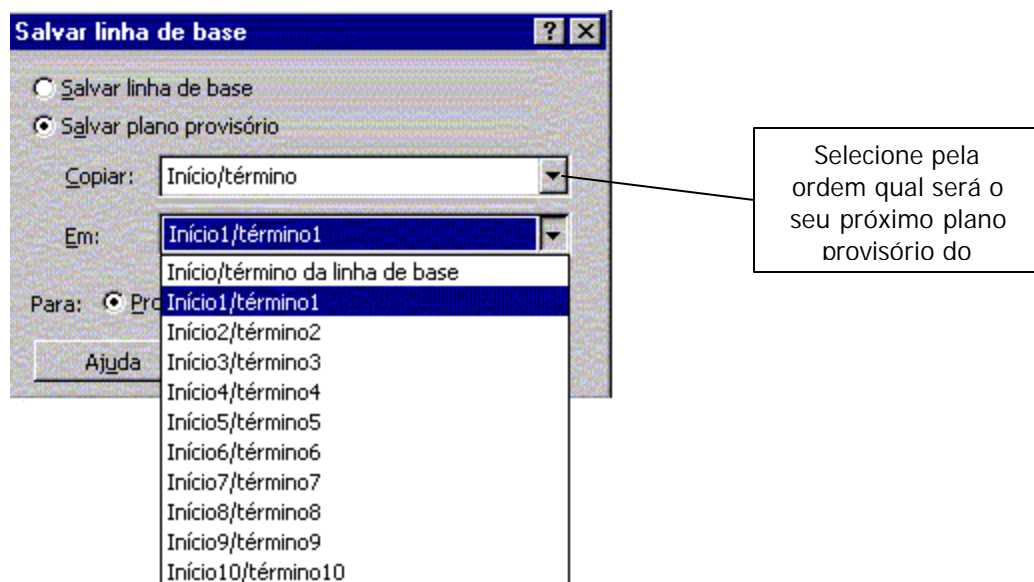 Salvar linha de base
Salvar linha de base
Salvar plano provisório
Copiar: Início/término
Em: Início1/término1
Início/término da linha de base
Para: Início1/término1
Início2/término2
Ajuda Início3/término3
Início4/término4
Início5/término5
Início6/término6
Início7/término7
Início8/término8
Início9/término9
Início10/término10
Selecione pela
ordem qual será o
seu próximo plano
provisório do